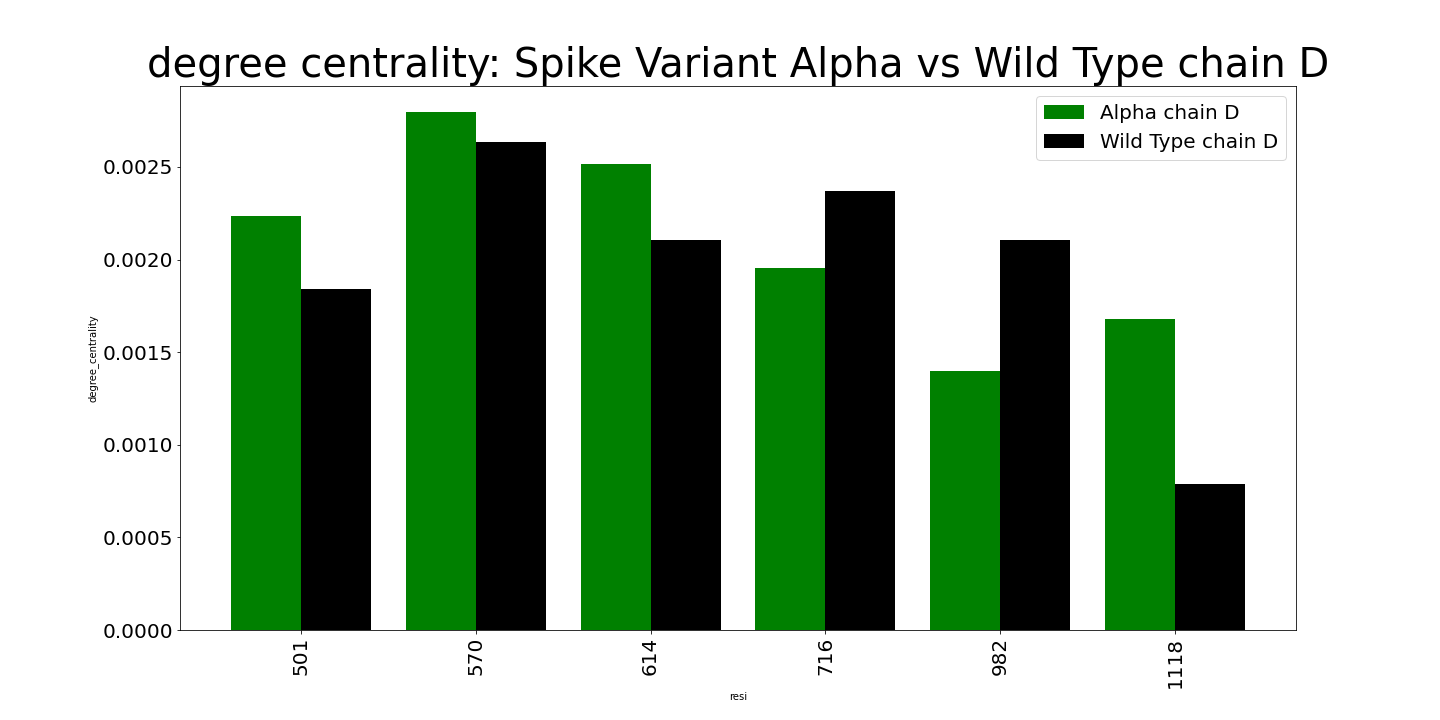 degree centrality: Spike Variant Alpha vs Wild Type chain D
Alpha chain D
Wild Type chain D
degree_centrality
0.0025
0.0020
0.0015
0.0010
0.0005
0.0000
501
570
614
716
982
1118
resi